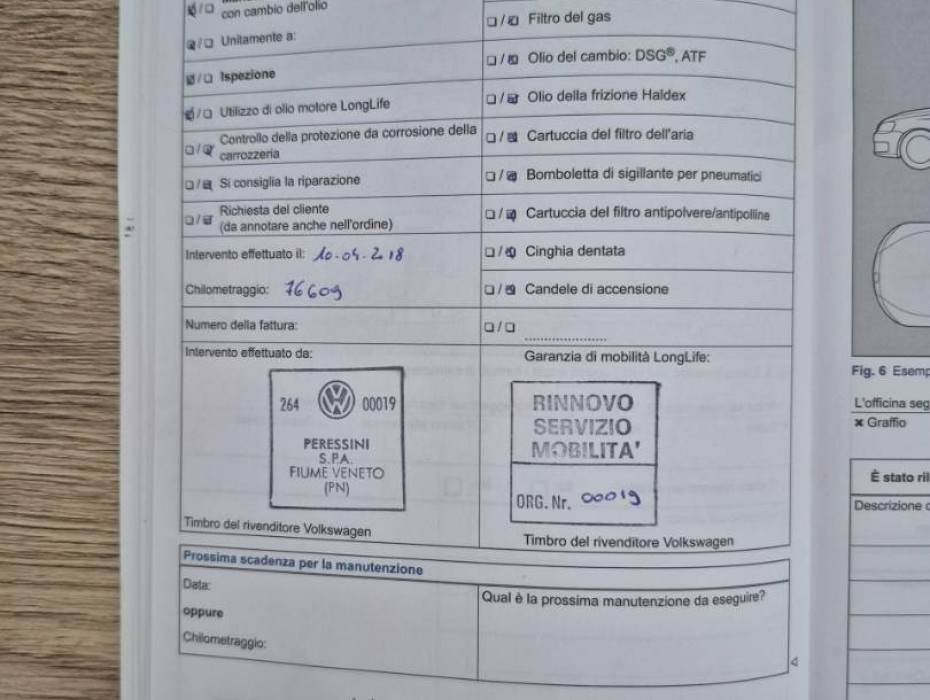 con cambio dell'olio
Unitamente a:
Ispezione
Utilizzo di olio motore LongLife
Controllo della protezione da corrosione della
carrozzeria
Si consiglia la riparazione
Richiesta del cliente
(da annotare anche nell'ordine)
Intervento effettuato il: 10-04-2018
Chilometraggio: 76609
Numero della fattura:
Intervento effettuato da:
264 VW 00019
PERESSINI
S.P.A.
FIUME VENETO
(PN)
Timbro del rivenditore Volkswagen
Filtro del gas
Olio del cambio: DSG®, ATF
Olio della frizione Haldex
Cartuccia del filtro dell'aria
Bomboletta di sigillante per pneumatici
Cartuccia del filtro antipolvere/antipolline
Cinghia dentata
Candele di accensione
Garanzia di mobilità LongLife:
RINNOVO
SERVIZIO
MOBILITA'
ORG. Nr. 00019
Timbro del rivenditore Volkswagen
Prossima scadenza per la manutenzione
Data:
oppure
Chilometraggio:
Qual è la prossima manutenzione da eseguire?
Fig. 6 Esemp
L'officina seg
× Graffio
È stato ril
Descrizione